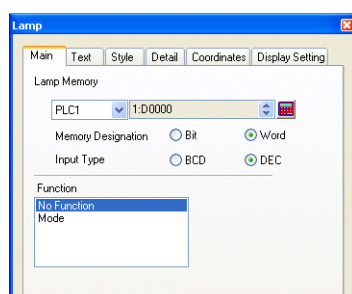 Lamp
Main Text Style Detail Coordinates Display Setting
Lamp Memory
PLC1 1:D0000
Memory Designation Bit Word
Input Type BCD DEC
Function
No Function
Mode